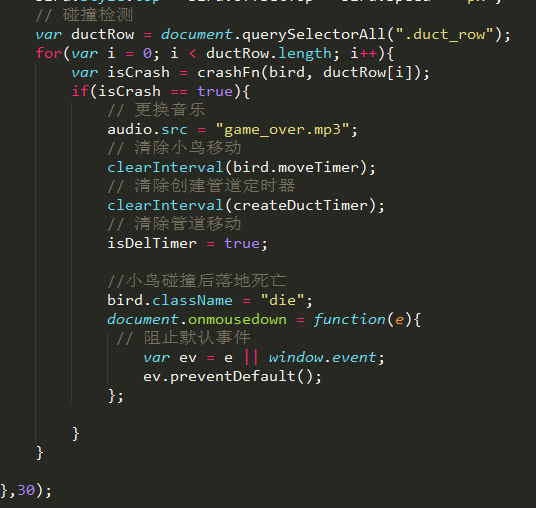 // 碰撞检测
var ductRow = document.querySelectorAll(".duct_row");
for(var i = 0; i < ductRow.length; i++){
var isCrash = crashFn(bird, ductRow[i]);
if(isCrash == true){
// 更换音乐
audio.src = "game_over.mp3";
// 清除小鸟移动
clearInterval(bird.moveTimer);
// 清除创建管道定时器
clearInterval(createDuctTimer);
// 清除管道移动
isDelTimer = true;
//小鸟碰撞后落地死亡
bird.className = "die";
document.onmousedown = function(e){
// 阻止默认事件
var ev = e || window.event;
ev.preventDefault();
};
}
}
},30);